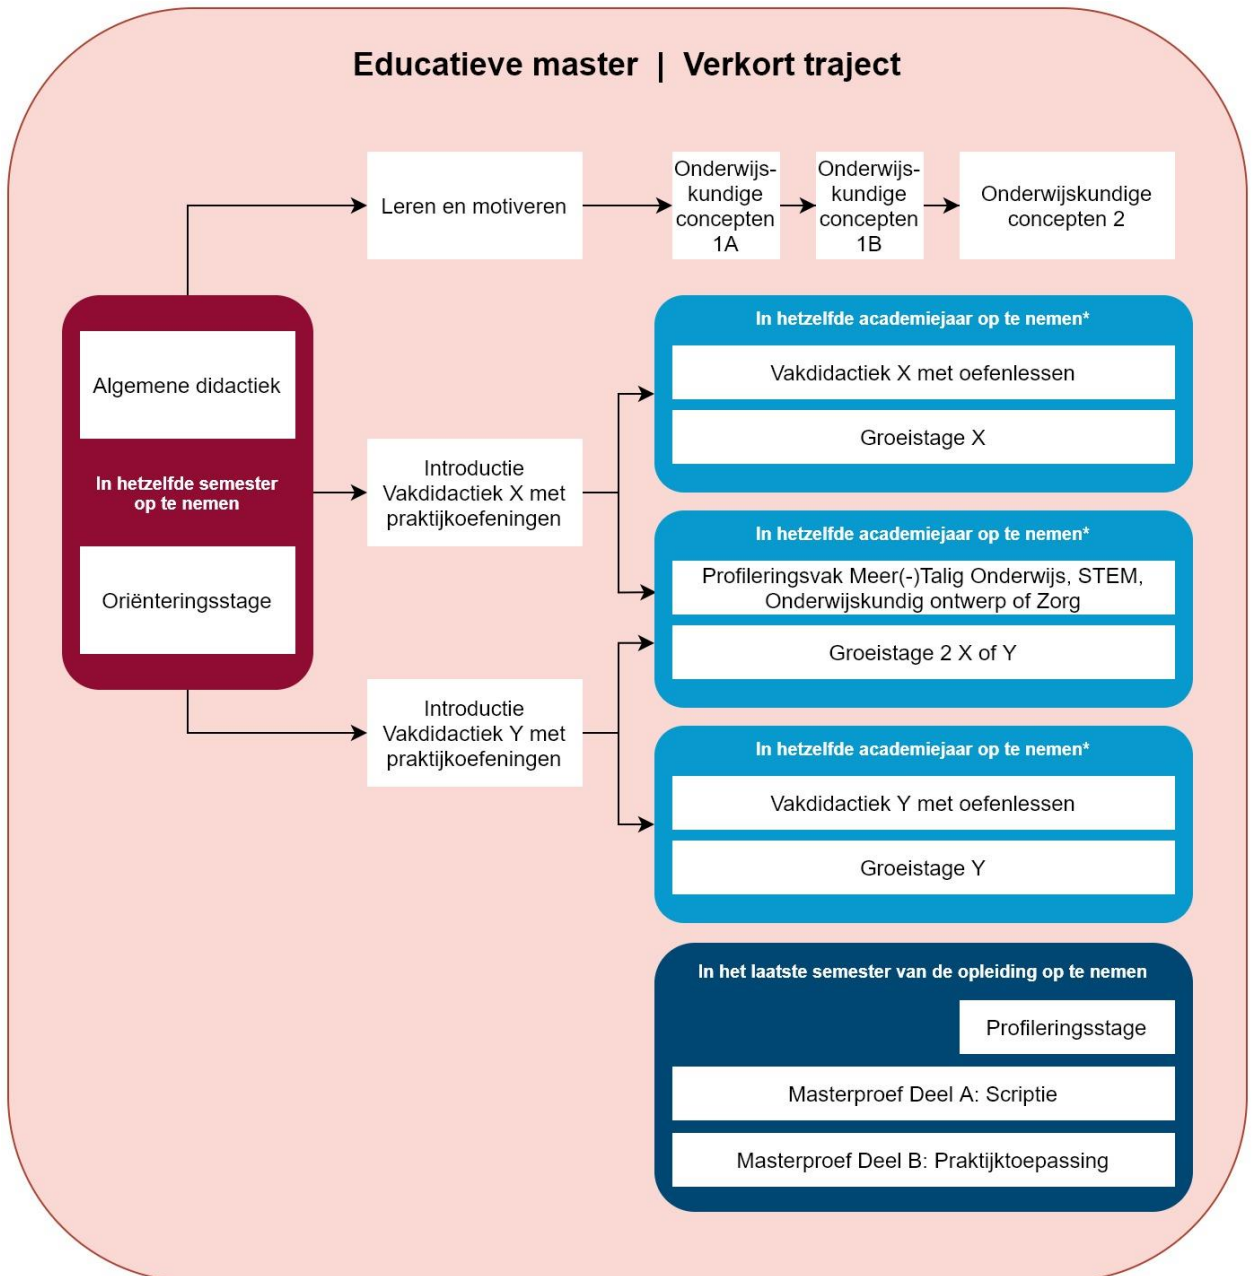 Educatieve master | Verkort traject
Leren en motiveren
Onderwijs-
kundige
concepten
1A
Onderwijs-
kundige
concepten
1B
Onderwijskundige
concepten 2
Algemene didactiek
In hetzelfde semester
op te nemen
Oriënteringsstage
Introductie
Vakdidactiek X met
praktijkoefeningen
Introductie
Vakdidactiek Y met
praktijkoefeningen
In hetzelfde academiejaar op te nemen*
Vakdidactiek X met oefenlessen
Groeistage X
In hetzelfde academiejaar op te nemen*
Profileringsvak Meer(-)Talig Onderwijs, STEM,
Onderwijskundig ontwerp of Zorg
Groeistage 2 X of Y
In hetzelfde academiejaar op te nemen*
Vakdidactiek Y met oefenlessen
Groeistage Y
In het laatste semester van de opleiding op te nemen
Profileringsstage
Masterproef Deel A: Scriptie
Masterproef Deel B: Praktijktoepassing